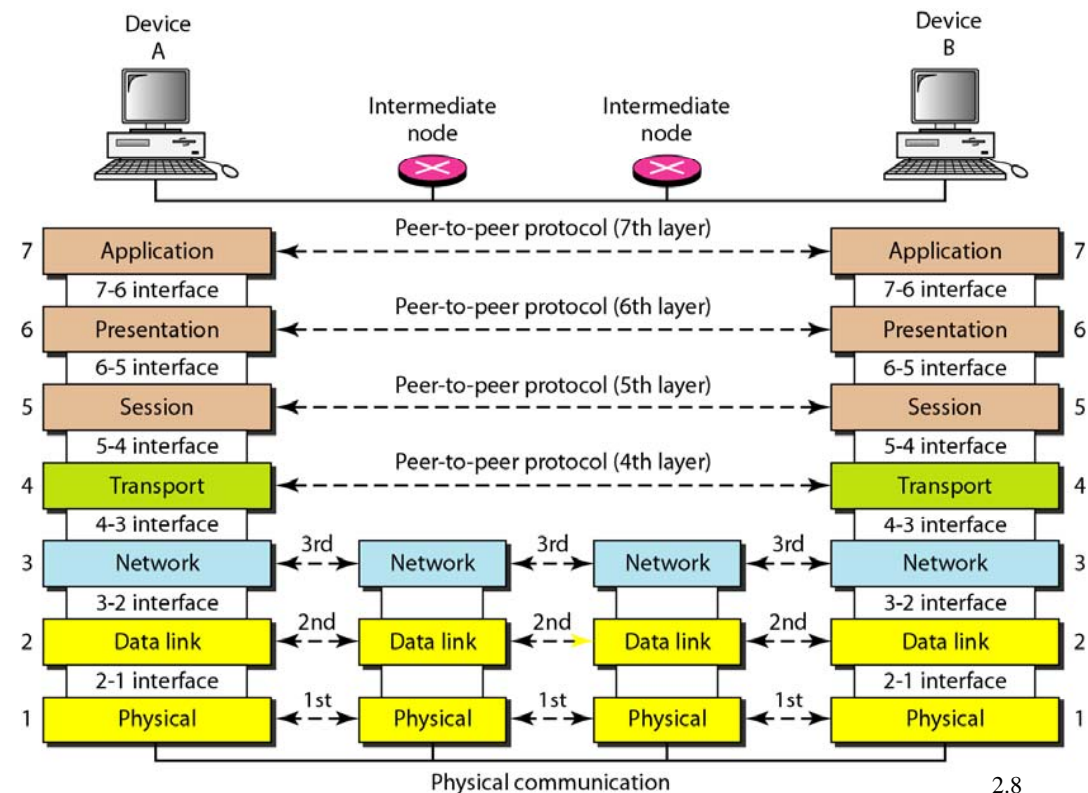 Device
A
Device
B
Intermediate
node
Intermediate
node
Peer-to-peer protocol (7th layer)
7 Application Application 7
7-6 interface 7-6 interface
Peer-to-peer protocol (6th layer)
6 Presentation Presentation 6
6-5 interface 6-5 interface
Peer-to-peer protocol (5th layer)
5 Session Session 5
5-4 interface 5-4 interface
Peer-to-peer protocol (4th layer)
4 Transport Transport 4
4-3 interface 4-3 interface
3rd 3rd 3rd
3 Network Network Network Network 3
3-2 interface 3-2 interface
2nd 2nd 2nd
2 Data link Data link Data link Data link 2
2-1 interface 2-1 interface
1st 1st 1st
1 Physical Physical Physical Physical 1
Physical communication
2.8